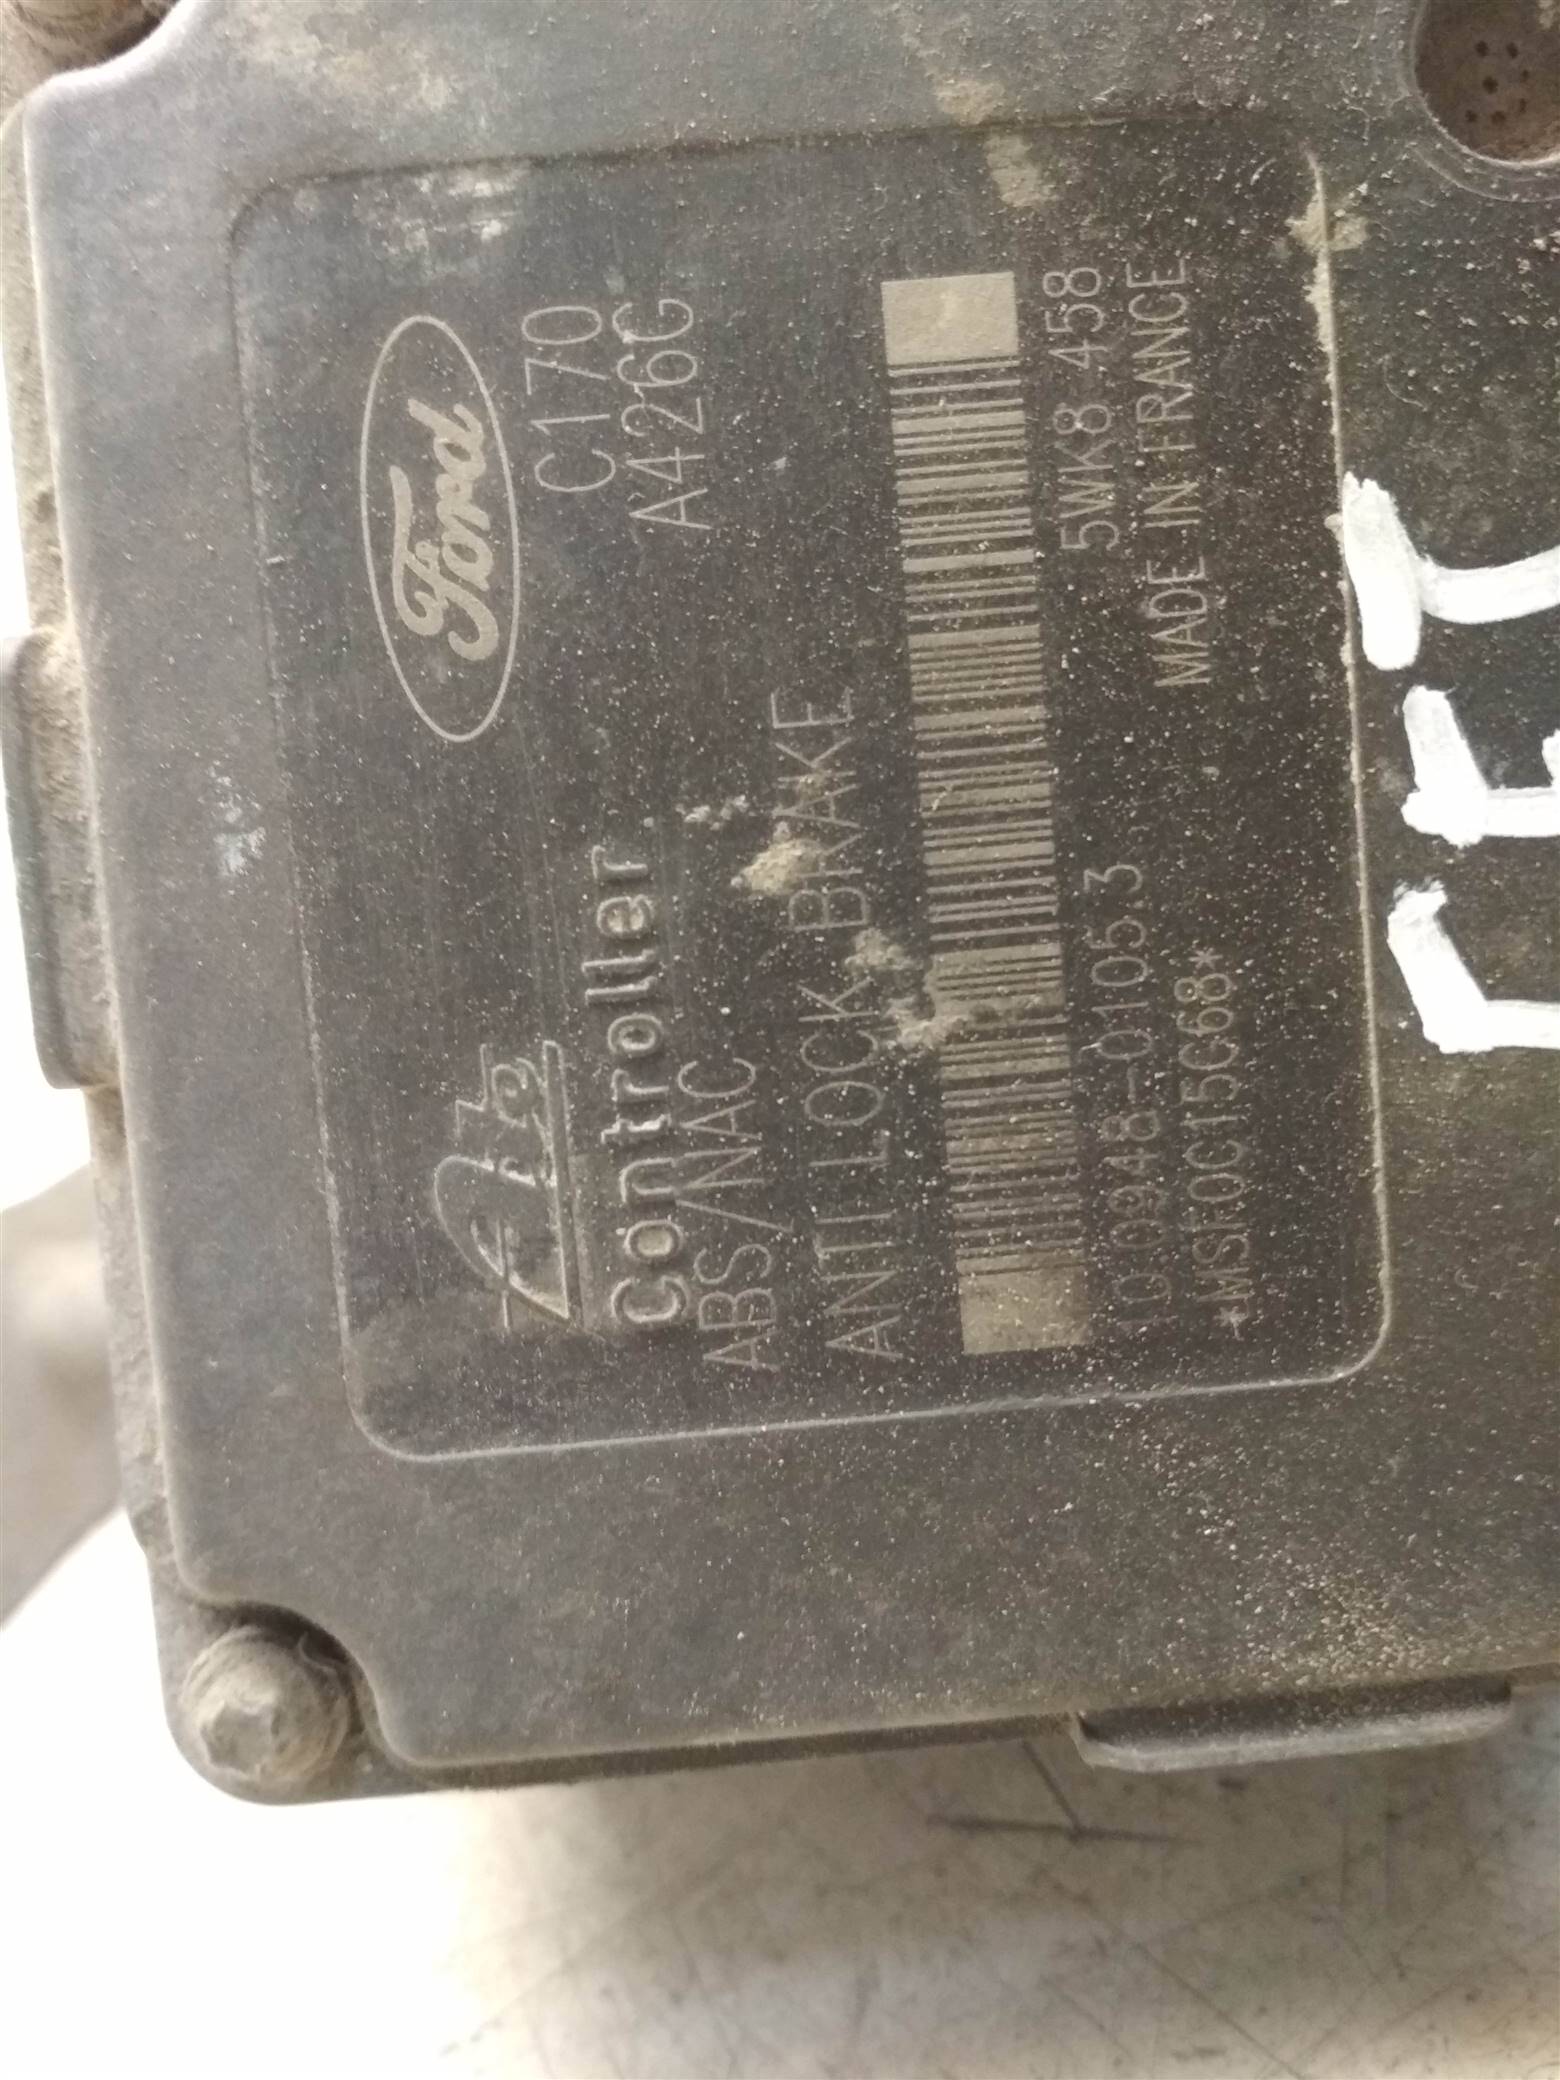 Ate
Ford
Controller
C170
ABS/NAC
A426C
ANTI LOCK BRAKE
10.0948-0105.3
5WK8 458
*MSF0C15C68*
MADE IN FRANCE